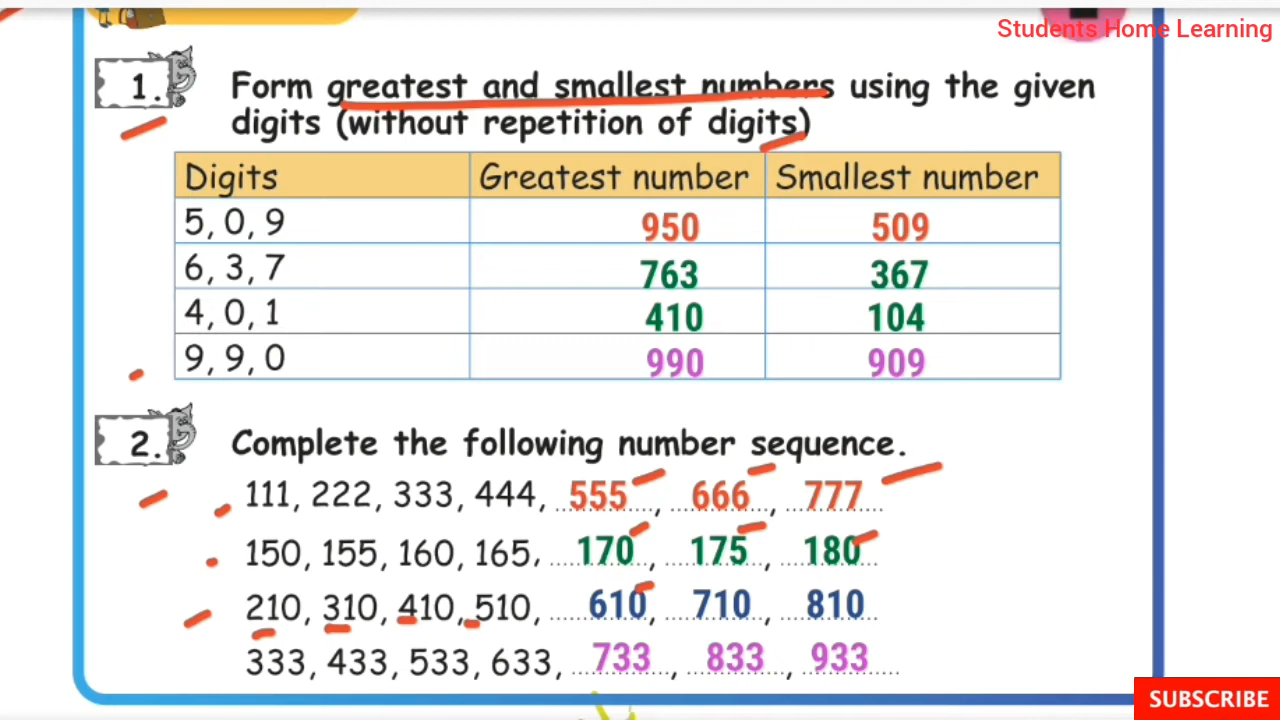 Students Home Learning
1. Form greatest and smallest numbers using the given
digits (without repetition of digits)
Digits Greatest number Smallest number
5, 0, 9 950 509
6, 3, 7 763 367
4, 0, 1 410 104
9, 9, 0 990 909
2. Complete the following number sequence.
111, 222, 333, 444, 555, 666, 777
150, 155, 160, 165, 170, 175, 180
210, 310, 410, 510, 610, 710, 810
333, 433, 533, 633, 733, 833, 933
SUBSCRIBE